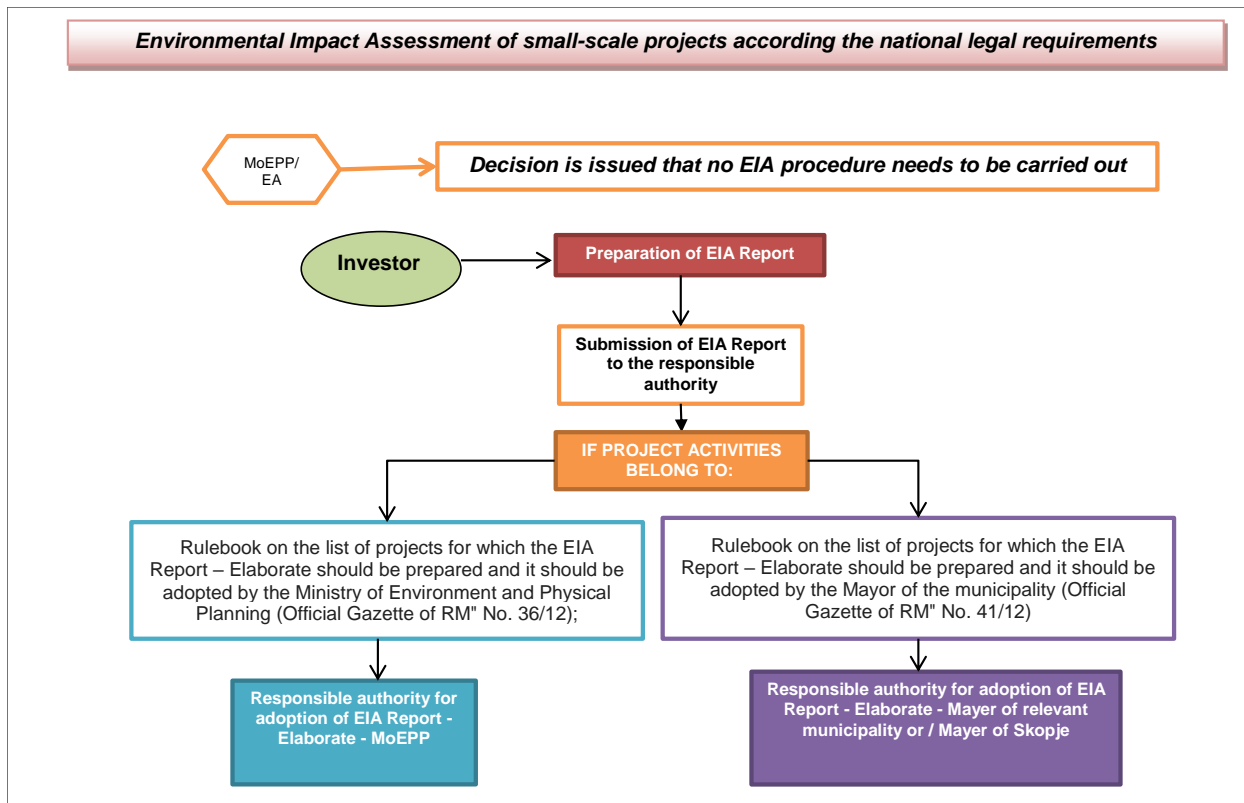 Environmental Impact Assessment of small-scale projects according the national legal requirements
MoEPP/
EA
Decision is issued that no EIA procedure needs to be carried out
Investor
Preparation of EIA Report
Submission of EIA Report
to the responsible
authority
IF PROJECT ACTIVITIES
BELONG TO:
Rulebook on the list of projects for which the EIA
Report – Elaborate should be prepared and it should be
adopted by the Ministry of Environment and Physical
Planning (Official Gazette of RM" No. 36/12);
Rulebook on the list of projects for which the EIA
Report – Elaborate should be prepared and it should be
adopted by the Mayor of the municipality (Official
Gazette of RM" No. 41/12)
Responsible authority for
adoption of EIA Report -
Elaborate - MoEPP
Responsible authority for adoption of EIA
Report - Elaborate - Mayer of relevant
municipality or / Mayer of Skopje